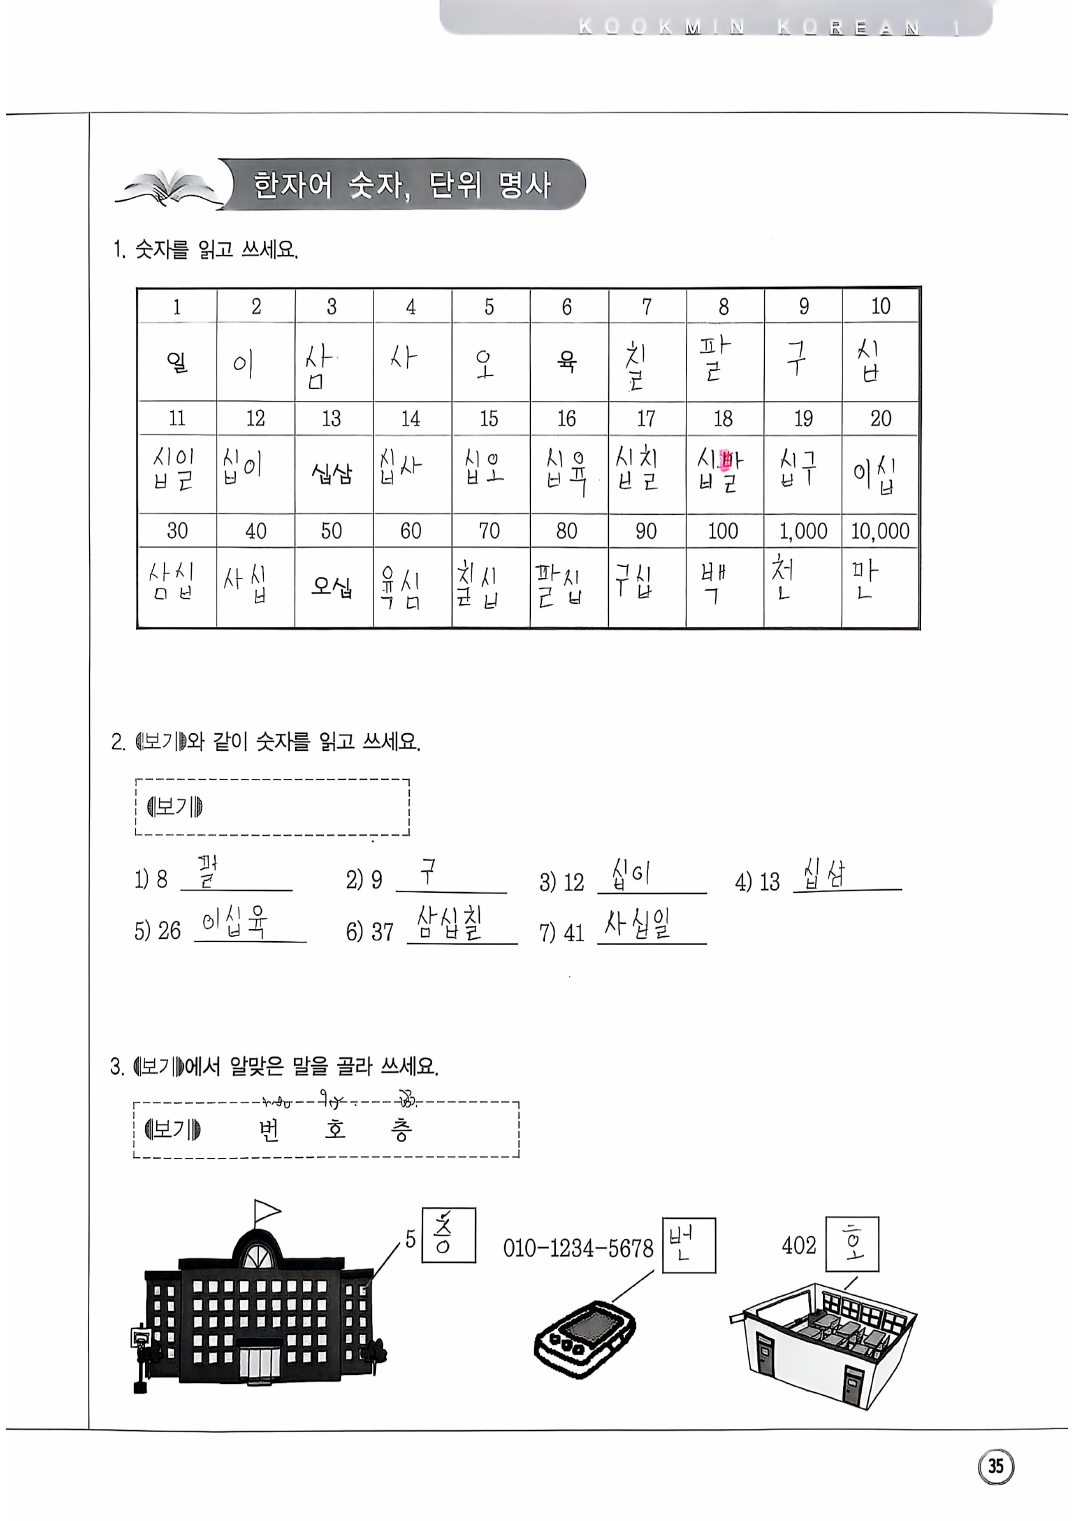 KOOKMIN KOREAN 1
한자어 숫자, 단위 명사
1. 숫자를 읽고 쓰세요.
1 2 3 4 5 6 7 8 9 10
일 이 삼 사 오 육 칠 팔 구 십
11 12 13 14 15 16 17 18 19 20
십일 십이 십삼 십사 십오 십육 십칠 십빨 십구 이십
30 40 50 60 70 80 90 100 1,000 10,000
삼십 사십 오십 육심 칠십 팔십 구십 백 천 만
2. 《보기》와 같이 숫자를 읽고 쓰세요.
《보기》
1) 8 팔 2) 9 구 3) 12 십이 4) 13 십삼
5) 26 이십육 6) 37 삼십칠 7) 41 사십일
3. 《보기》에서 알맞은 말을 골라 쓰세요.
《보기》 번 호 층
5 층 010-1234-5678 번 402 호
35